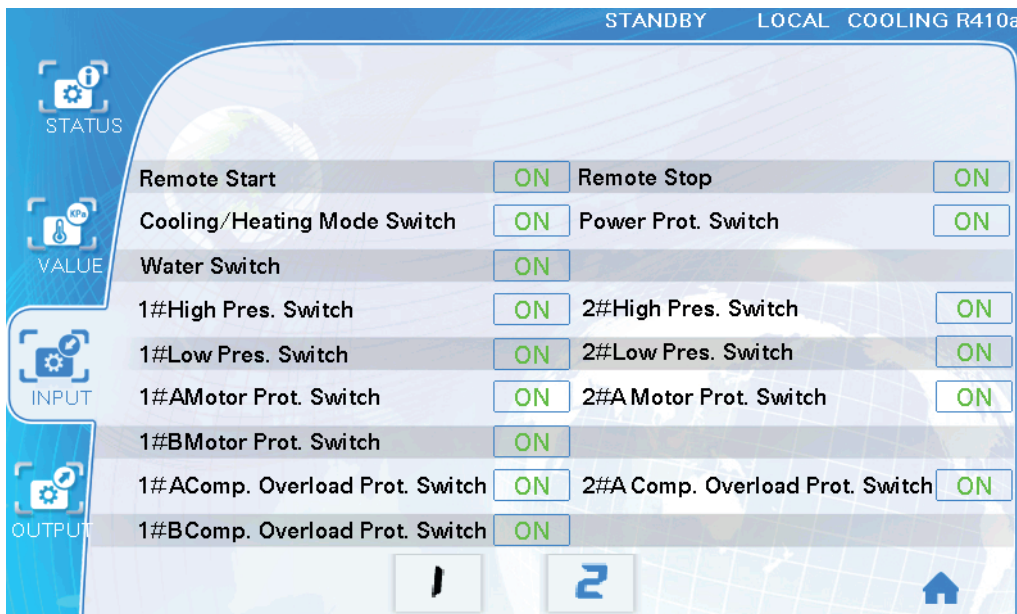 STANDBY LOCAL COOLING R410a
STATUS
Remote Start ON Remote Stop ON
Cooling/Heating Mode Switch ON Power Prot. Switch ON
KPa
VALUE
Water Switch ON
1#High Pres. Switch ON 2#High Pres. Switch ON
1#Low Pres. Switch ON 2#Low Pres. Switch ON
INPUT
1#AMotor Prot. Switch ON 2#A Motor Prot. Switch ON
1#BMotor Prot. Switch ON
1#AComp. Overload Prot. Switch ON 2#A Comp. Overload Prot. Switch ON
OUTPUT
1#BComp. Overload Prot. Switch ON
1 2